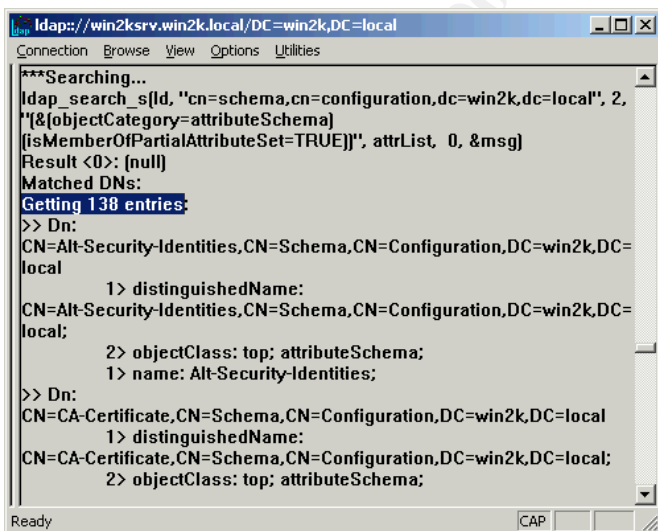 ldap://win2ksrv.win2k.local/DC=win2k,DC=local
Connection Browse View Options Utilities
***Searching...
ldap_search_s(ld, "cn=schema,cn=configuration,dc=win2k,dc=local", 2,
"(&(objectCategory=attributeSchema)
(isMemberOfPartialAttributeSet=TRUE))", attrList, 0, &msg)
Result <0>: (null)
Matched DNs:
Getting 138 entries:
>> Dn:
CN=Alt-Security-Identities,CN=Schema,CN=Configuration,DC=win2k,DC=
local
1> distinguishedName:
CN=Alt-Security-Identities,CN=Schema,CN=Configuration,DC=win2k,DC=
local;
2> objectClass: top; attributeSchema;
1> name: Alt-Security-Identities;
>> Dn:
CN=CA-Certificate,CN=Schema,CN=Configuration,DC=win2k,DC=local
1> distinguishedName:
CN=CA-Certificate,CN=Schema,CN=Configuration,DC=win2k,DC=local;
2> objectClass: top; attributeSchema;
Ready
CAP